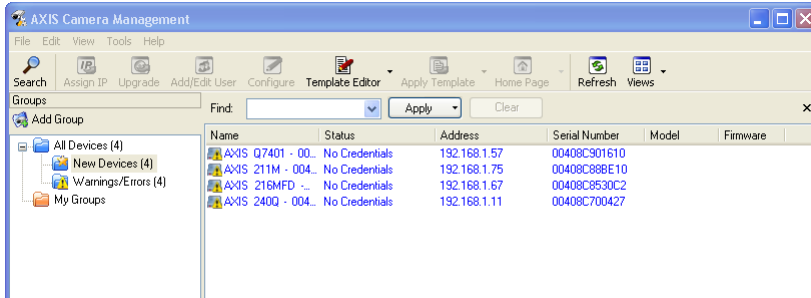 AXIS Camera Management
File Edit View Tools Help
Search Assign IP Upgrade Add/Edit User Configure Template Editor Apply Template Home Page Refresh Views
Groups
Add Group
All Devices (4)
New Devices (4)
Warnings/Errors (4)
My Groups
Find: Apply Clear
Name Status Address Serial Number Model Firmware
AXIS Q7401 - 00... No Credentials 192.168.1.57 00408C901610
AXIS 211M - 004... No Credentials 192.168.1.75 00408C88BE10
AXIS 216MFD -... No Credentials 192.168.1.67 00408C8530C2
AXIS 240Q - 004... No Credentials 192.168.1.11 00408C700427